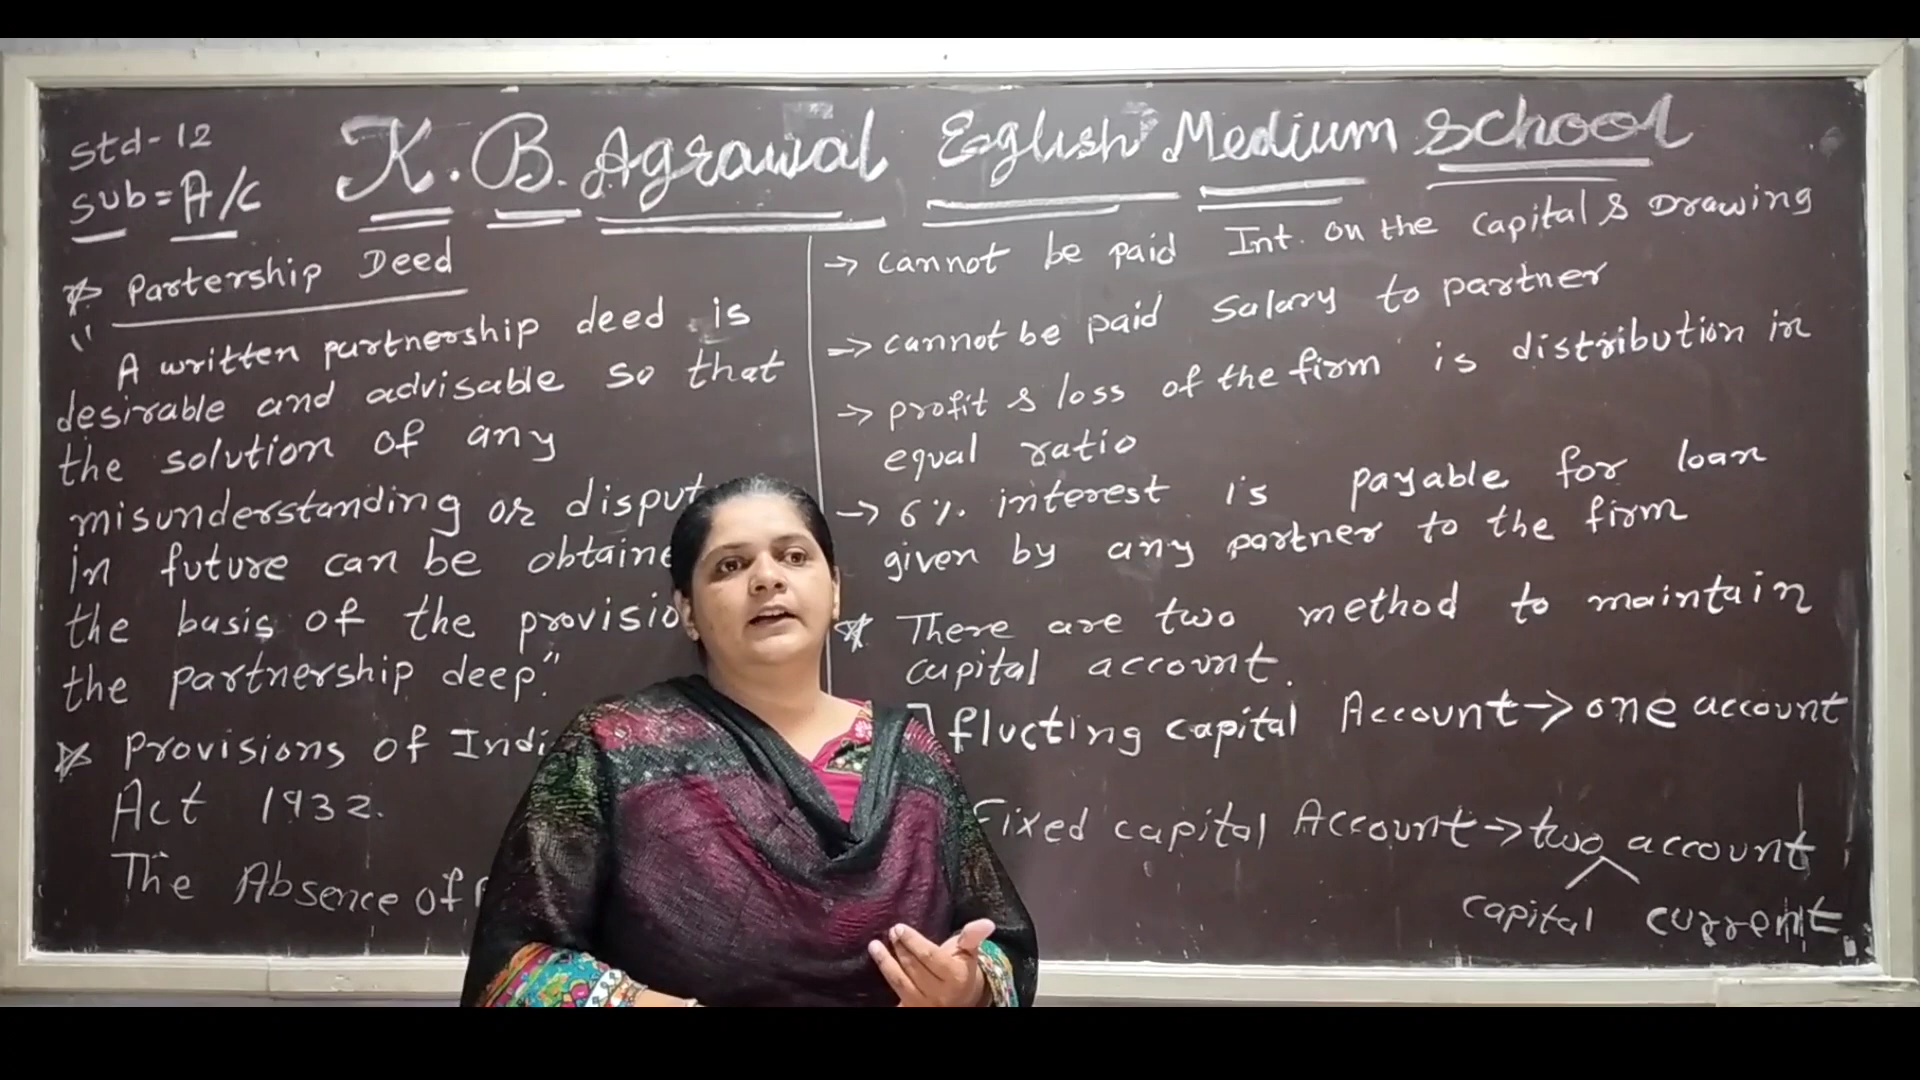 Std-12
Sub = A/c
K. B. Agrawal Eglish Medium School
Partership Deed
" A written partnership deed is
desirable and advisable so that
the solution of any
misunderstanding or
in future can be
the basis of the
the partnership deep."
Provisions of
Act 1932.
The Absence of
→ cannot be paid Int. on the capital & Drawing
→ cannot be paid Salary to partner
→ profit & loss of the firm is distribution in
equal ratio
→ 6% interest is payable for loan
given by any partner to the firm
There are two method to maintain
capital account.
flucting capital Account → one account
Fixed capital Account → two account
capital current